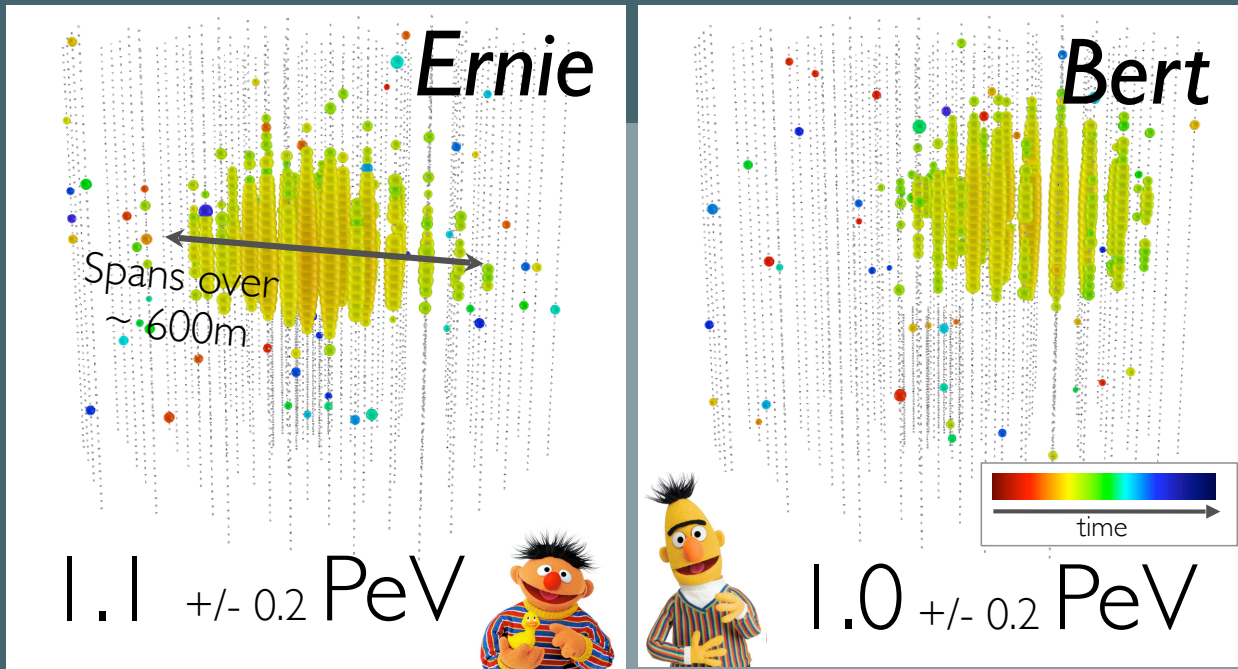 Ernie
Spans over
~ 600m
1.1 +/- 0.2 PeV
Bert
time
1.0 +/- 0.2 PeV